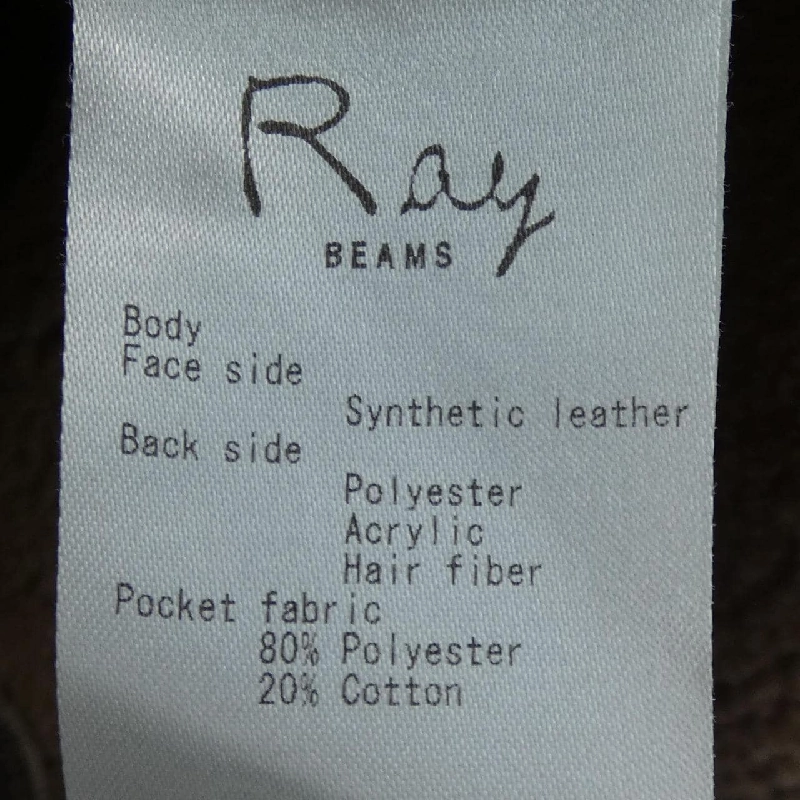 Ray
BEAMS
Body
Face side
Synthetic leather
Back side
Polyester
Acrylic
Hair fiber
Pocket fabric
80% Polyester
20% Cotton